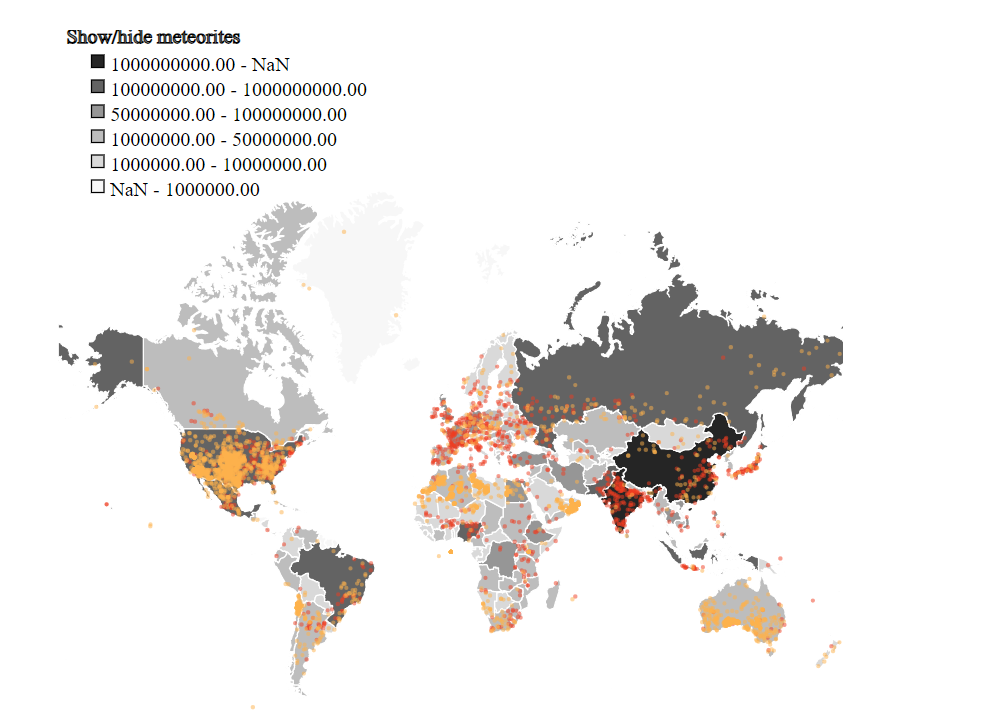 Show/hide meteorites
1000000000.00 - NaN
100000000.00 - 1000000000.00
50000000.00 - 100000000.00
10000000.00 - 50000000.00
1000000.00 - 10000000.00
NaN - 1000000.00